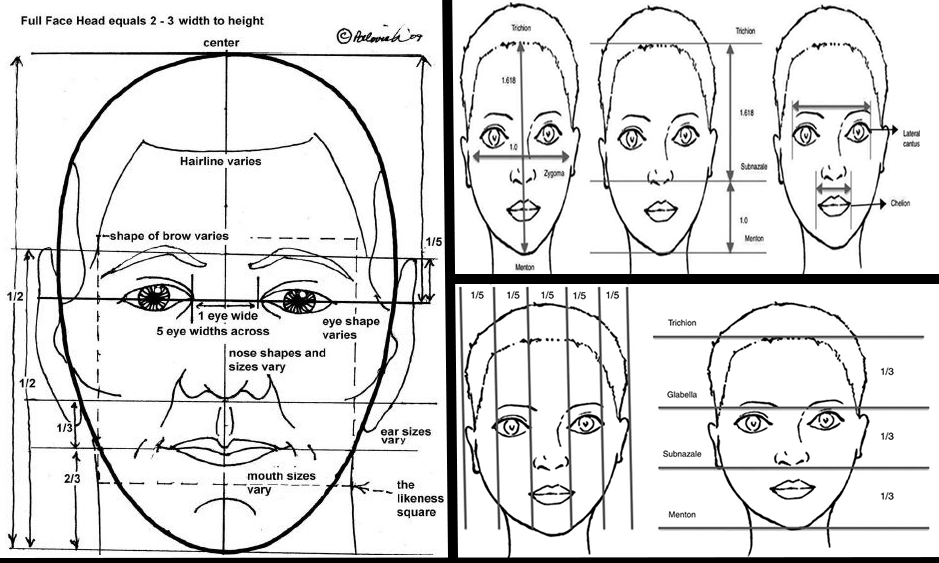 Full Face Head equals 2 - 3 width to height
center
Hairline varies
shape of brow varies
1/5
1/2
1 eye wide
5 eye widths across
eye shape
varies
nose shapes and
sizes vary
1/2
1/3
ear sizes
vary
2/3
mouth sizes
vary
the
likeness
square
Trichion
1.618
1.0
Zygoma
Menton
Trichion
1.618
Subnazale
1.0
Menton
Lateral
cantus
Cheilon
1/5 1/5 1/5 1/5 1/5
Trichion
1/3
Glabella
1/3
Subnazale
1/3
Menton